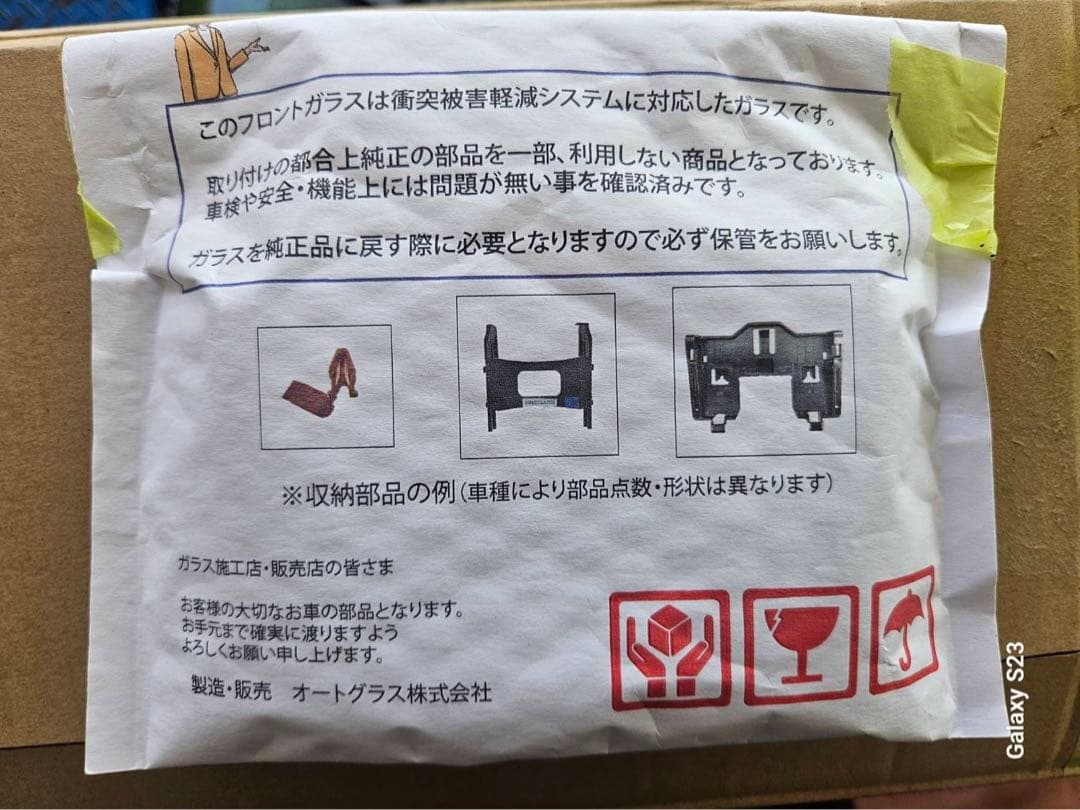 このフロントガラスは衝突被害軽減システムに対応したガラスです。
取り付けの都合上純正の部品を一部、利用しない商品となっております。
車検や安全・機能上には問題が無い事を確認済みです。
ガラスを純正品に戻す際に必要となりますので必ず保管をお願いします。
※収納部品の例(車種により部品点数・形状は異なります)
ガラス施工店・販売店の皆さま
お客様の大切なお車の部品となります。
お手元まで確実に渡りますよう
よろしくお願い申し上げます。
製造・販売 オートグラス株式会社
Galaxy S23